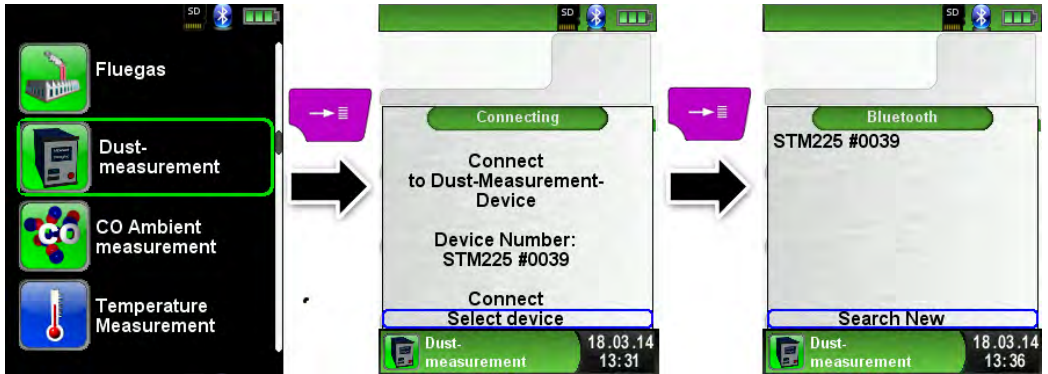 SD
Fluegas
Dust-
measurement
CO
CO Ambient
measurement
Temperature
Measurement
SD
Connecting
Connect
to Dust-Measurement-
Device
Device Number:
STM225 #0039
Connect
Select device
Dust-
measurement
18.03.14
13:31
SD
Bluetooth
STM225 #0039
Search New
Dust-
measurement
18.03.14
13:36